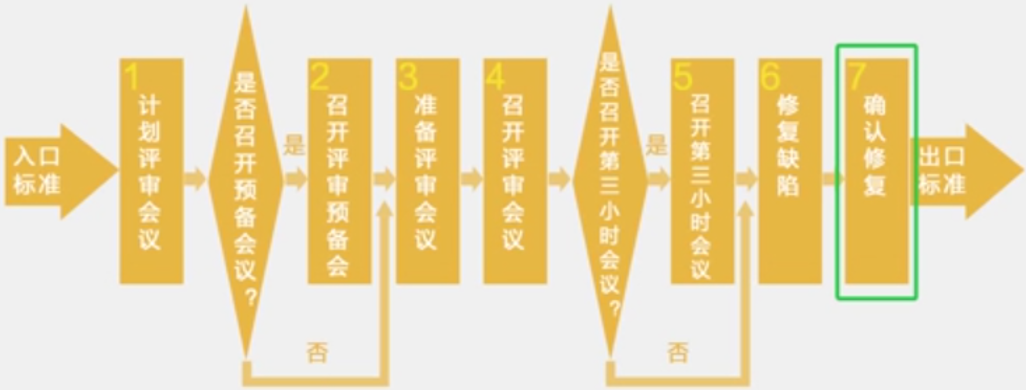 入口
标准
1
计划评审会议
是否召开预备会议？
是
否
2
召开评审预备会
3
准备评审会议
4
召开评审会议
是否召开第三小时会议？
是
否
5
召开第三小时会议
6
修复缺陷
7
确认修复
出口
标准